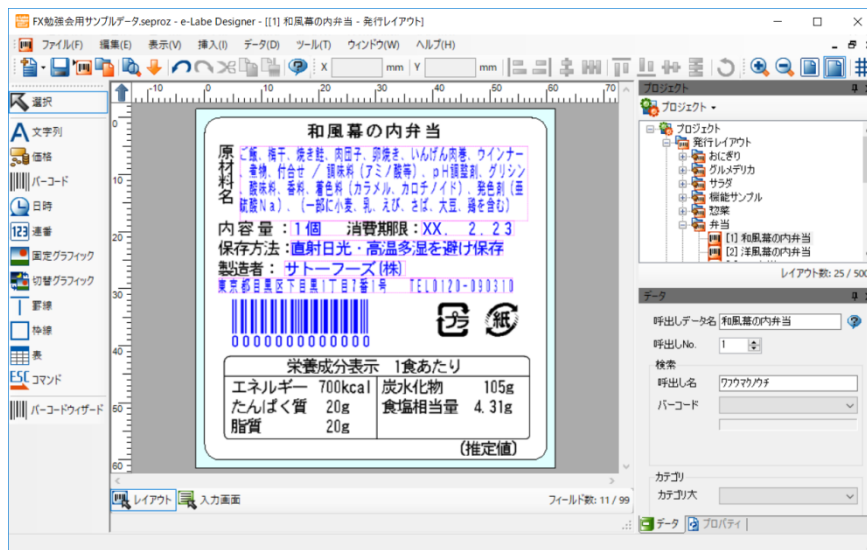 FX勉強会用サンプルデータ.seproz - e-Labe Designer - [[1] 和風幕の内弁当 - 発行レイアウト]
ファイル(F) 編集(E) 表示(V) 挿入(I) データ(D) ツール(T) ウィンドウ(W) ヘルプ(H)
X mm Y mm
選択
文字列
価格
バーコード
日時
123 連番
固定グラフィック
切替グラフィック
罫線
枠線
表
ESC コマンド
バーコードウィザード
-10 0 10 20 30 40 50 60 70
0
10
20
30
40
50
60
和風幕の内弁当
原材料名
ご飯、梅干、焼き鮭、肉団子、卵焼き、いんげん肉巻、ウインナー
、煮物、付合せ / 調味料(アミノ酸等)、pH調整剤、グリシン
、酸味料、香料、着色料(カラメル、カロチノイド)、発色剤(亜
硫酸Na)、(一部に小麦、乳、えび、さば、大豆、鶏を含む)
内容量:1個 消費期限:XX. 2. 23
保存方法:直射日光・高温多湿を避け保存
製造者: サトーフーズ(株)
東京都目黒区下目黒1丁目7番1号 TEL0120-090310
0000000000000
プラ
紙
栄養成分表示 1食あたり
エネルギー 700kcal 炭水化物 105g
たんぱく質 20g 食塩相当量 4.31g
脂質 20g
(推定値)
レイアウト 入力画面 フィールド数: 11 / 99
プロジェクト
プロジェクト
プロジェクト
発行レイアウト
おにぎり
グルメデリカ
サラダ
機能サンプル
惣菜
弁当
[1] 和風幕の内弁当
[2] 洋風幕の内弁当
レイアウト数: 25 / 500
データ
呼出しデータ名 和風幕の内弁当
呼出しNo. 1
検索
呼出し名 ワフウマクノウチ
バーコード
カテゴリ
カテゴリ大
データ プロパティ